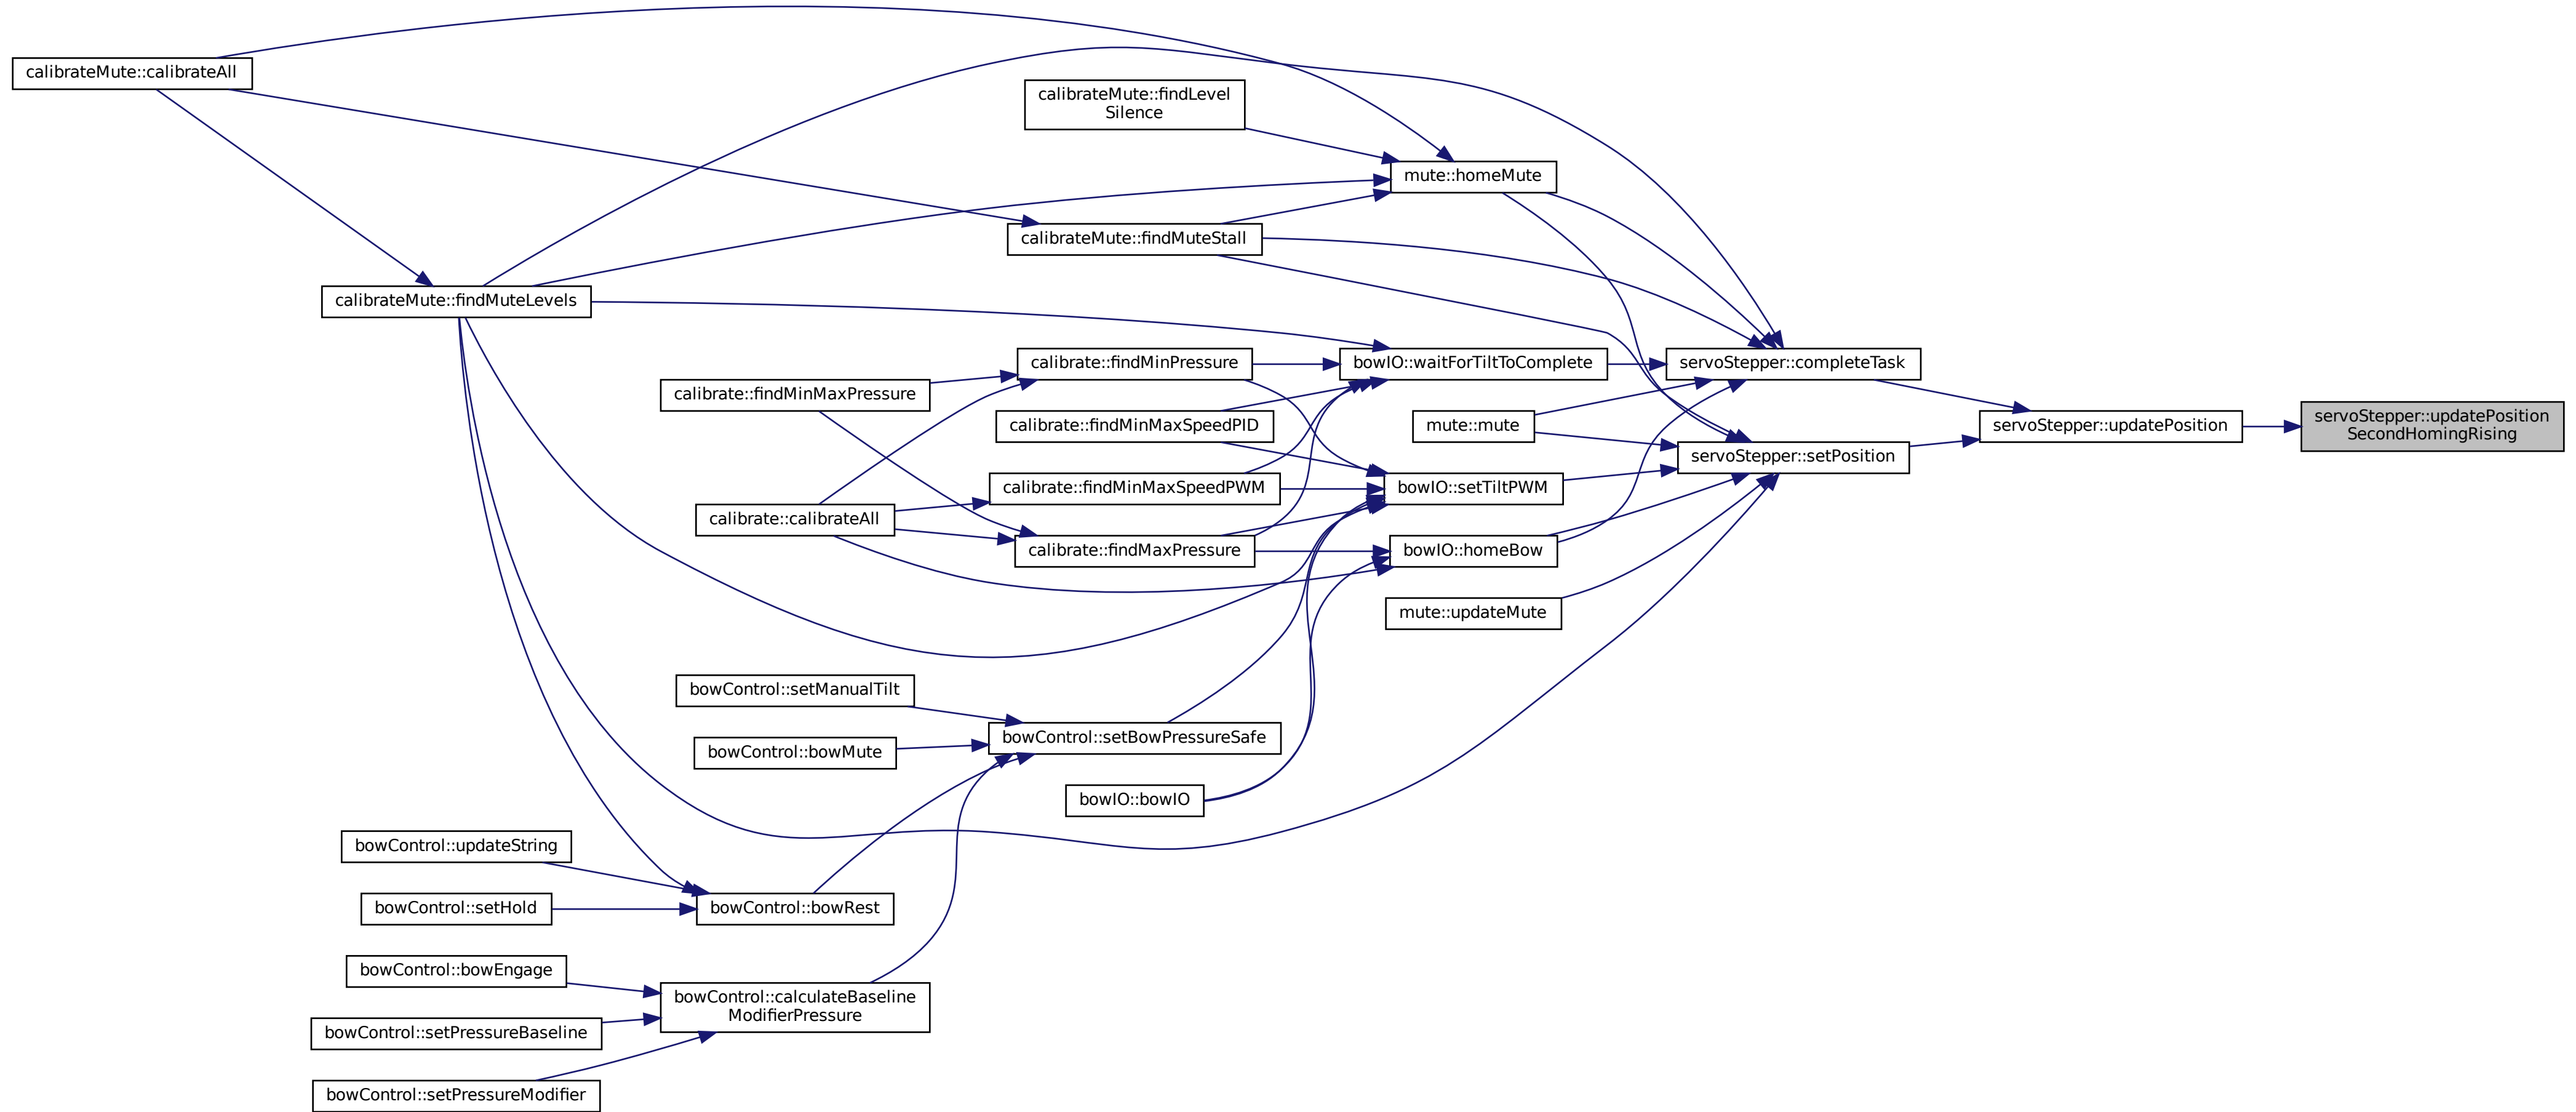 calibrateMute::calibrateAll
calibrateMute::findLevel
Silence
mute::homeMute
calibrateMute::findMuteStall
calibrateMute::findMuteLevels
calibrate::findMinPressure
bowIO::waitForTiltToComplete
servoStepper::completeTask
calibrate::findMinMaxPressure
calibrate::findMinMaxSpeedPID
mute::mute
servoStepper::updatePosition
servoStepper::updatePosition
SecondHomingRising
servoStepper::setPosition
calibrate::findMinMaxSpeedPWM
bowIO::setTiltPWM
calibrate::calibrateAll
calibrate::findMaxPressure
bowIO::homeBow
mute::updateMute
bowControl::setManualTilt
bowControl::setBowPressureSafe
bowControl::bowMute
bowIO::bowIO
bowControl::updateString
bowControl::setHold
bowControl::bowRest
bowControl::bowEngage
bowControl::calculateBaseline
ModifierPressure
bowControl::setPressureBaseline
bowControl::setPressureModifier